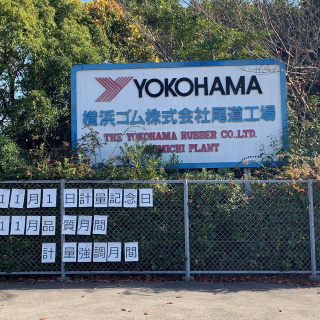 YOKOHAMA
横浜ゴム株式会社尾道工場
THE YOKOHAMA RUBBER CO.LTD.
ONOMICHI PLANT
11月1日計量記念日
11月品質月間
計量強調月間